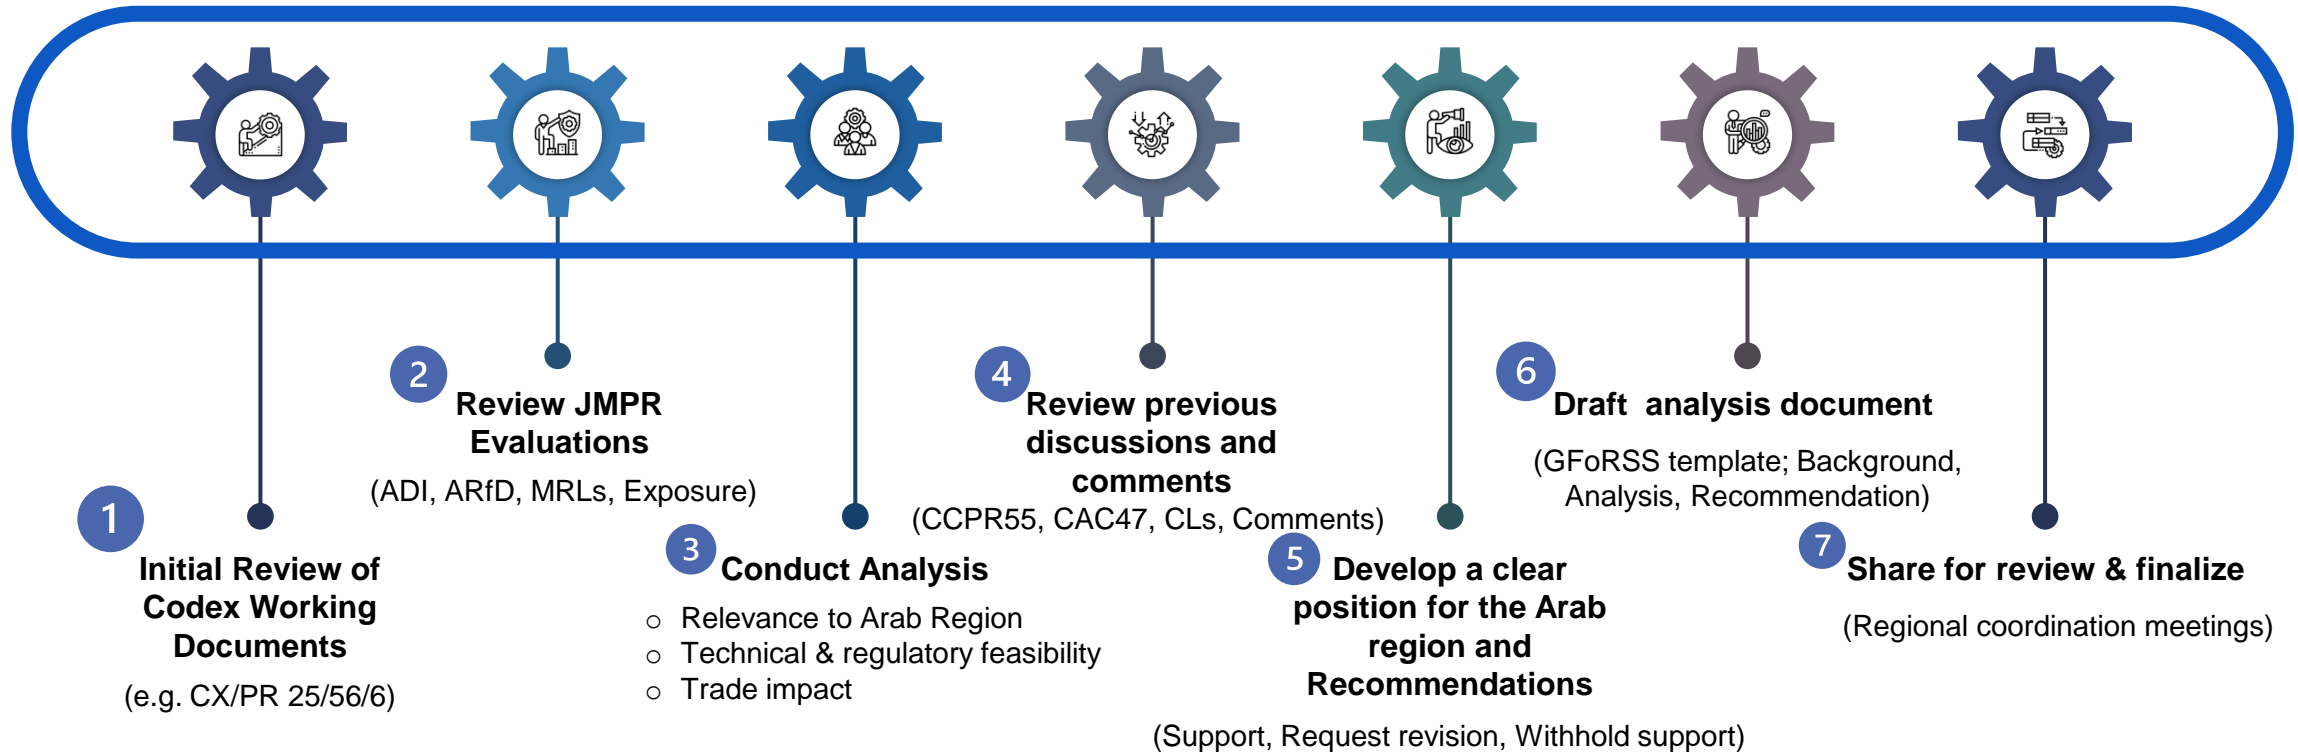 1
Initial Review of
Codex Working
Documents
(e.g. CX/PR 25/56/6)
2
Review JMPR
Evaluations
(ADI, ARfD, MRLs, Exposure)
3
Conduct Analysis
o Relevance to Arab Region
o Technical & regulatory feasibility
o Trade impact
4
Review previous
discussions and
comments
(CCPR55, CAC47, CLs, Comments)
5
Develop a clear
position for the Arab
region and
Recommendations
(Support, Request revision, Withhold support)
6
Draft  analysis document
(GFoRSS template; Background,
Analysis, Recommendation)
7
Share for review & finalize
(Regional coordination meetings)